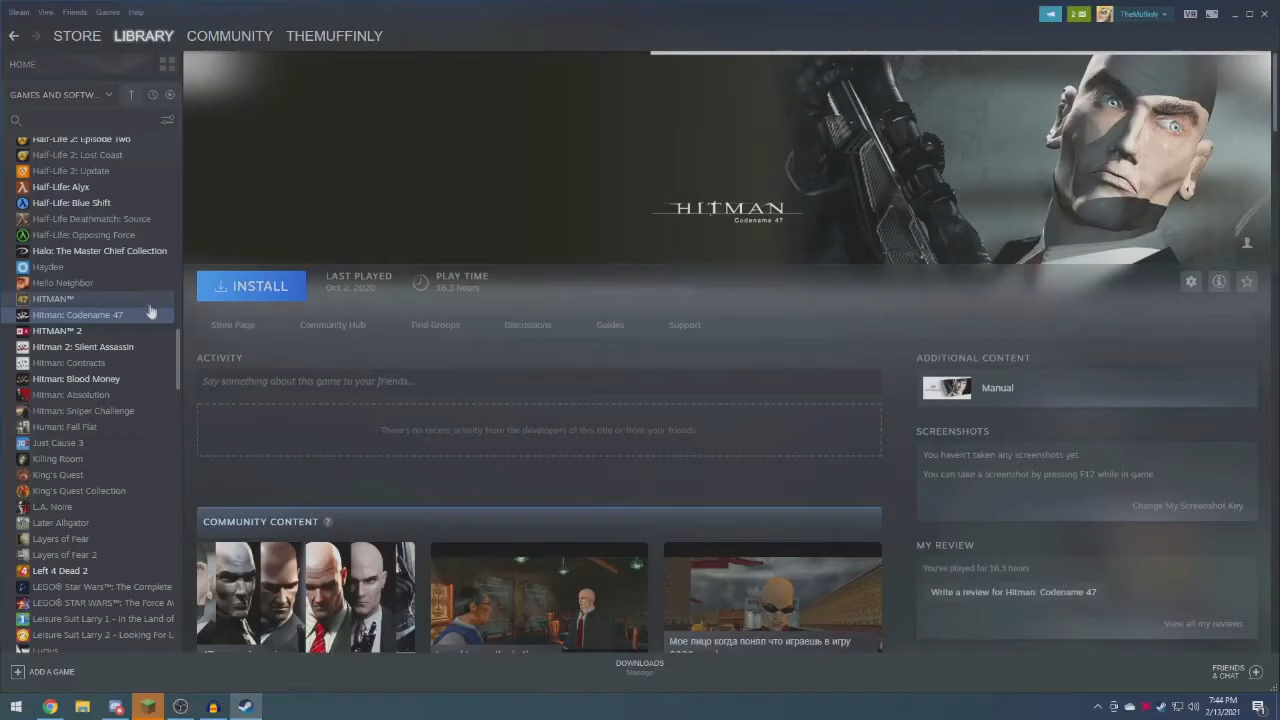 Steam View Friends Games Help
2
TheMuffinly
VR
STORE LIBRARY COMMUNITY THEMUFFINLY
HOME
GAMES AND SOFTW...
Half-Life 2: Episode Two
Half-Life 2: Lost Coast
Half-Life 2: Update
Half-Life: Alyx
Half-Life: Blue Shift
Half-Life Deathmatch: Source
Half-Life: Opposing Force
Halo: The Master Chief Collection
Haydee
Hello Neighbor
HITMAN™
Hitman: Codename 47
HITMAN™ 2
Hitman 2: Silent Assassin
Hitman: Contracts
Hitman: Blood Money
Hitman: Absolution
Hitman: Sniper Challenge
Human: Fall Flat
Just Cause 3
Killing Room
King's Quest
King's Quest Collection
L.A. Noire
Later Alligator
Layers of Fear
Layers of Fear 2
Left 4 Dead 2
LEGO® Star Wars™: The Complete
LEGO® STAR WARS™: The Force Aw
Leisure Suit Larry 1 - In the Land of
Leisure Suit Larry 2 - Looking For L
Lucius
ADD A GAME
HITMAN
Codename 47
INSTALL
LAST PLAYED
Oct 2, 2020
PLAY TIME
16.3 hours
Store Page Community Hub Find Groups Discussions Guides Support
ACTIVITY
Say something about this game to your friends...
There's no recent activity from the developers of this title or from your friends
COMMUNITY CONTENT ?
Мое лицо когда понял что играешь в игру
ADDITIONAL CONTENT
Manual
SCREENSHOTS
You haven't taken any screenshots yet
You can take a screenshot by pressing F12 while in game
Change My Screenshot Key
MY REVIEW
You've played for 16.3 hours
Write a review for Hitman: Codename 47
View all my reviews
DOWNLOADS
Manage
FRIENDS
& CHAT
7:44 PM
2/13/2021